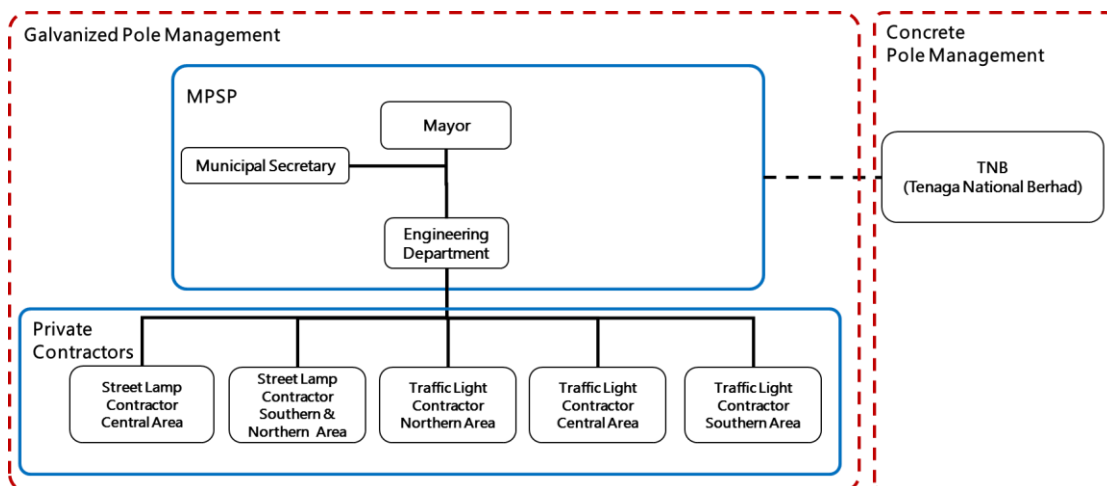 Galvanized Pole Management
Concrete
Pole Management
MPSP
Mayor
Municipal Secretary
TNB
(Tenaga National Berhad)
Engineering
Department
Private
Contractors
Street Lamp
Contractor
Central Area
Street Lamp
Contractor
Southern &
Northern Area
Traffic Light
Contractor
Northern Area
Traffic Light
Contractor
Central Area
Traffic Light
Contractor
Southern Area